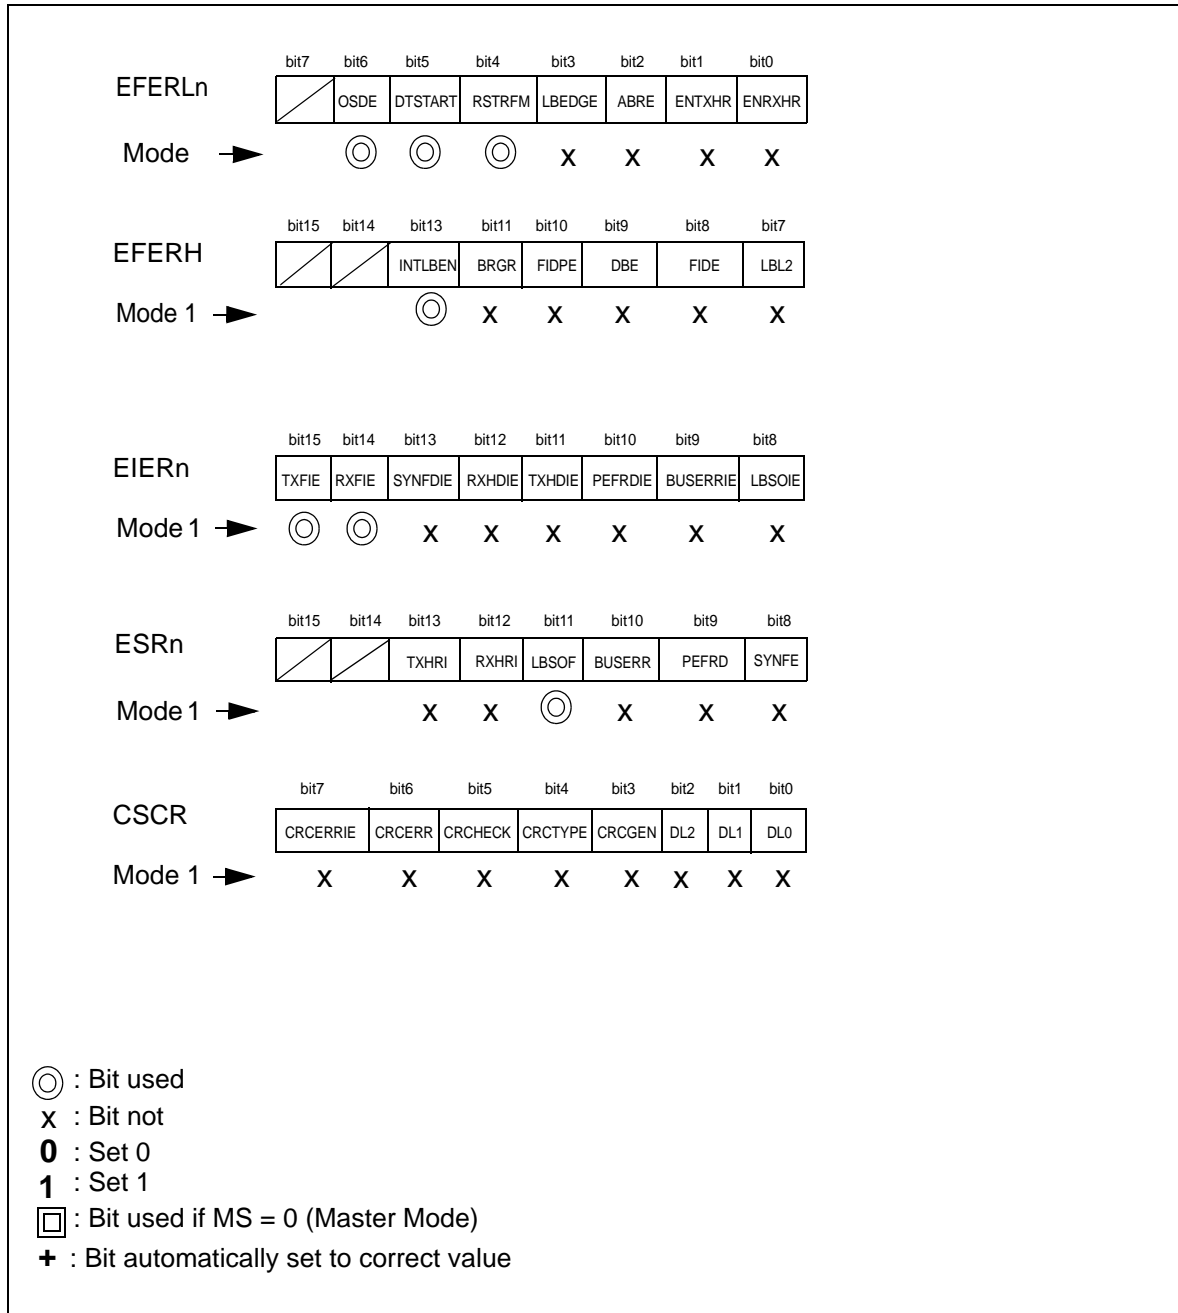 bit7 bit6 bit5 bit4 bit3 bit2 bit1 bit0
EFERLn
OSDE DTSTART RSTRFM LBEDGE ABRE ENTXHR ENRXHR
Mode x x x x
bit15 bit14 bit13 bit11 bit10 bit9 bit8 bit7
EFERH
INTLBEN BRGR FIDPE DBE FIDE LBL2
Mode 1 x x x x x
bit15 bit14 bit13 bit12 bit11 bit10 bit9 bit8
EIERn
TXFIE RXFIE SYNFDIE RXHDIE TXHDIE PEFRDIE BUSERRIE LBSOIE
Mode 1 x x x x x x
bit15 bit14 bit13 bit12 bit11 bit10 bit9 bit8
ESRn
TXHRI RXHRI LBSOF BUSERR PEFRD SYNFE
Mode 1 x x x x x
bit7 bit6 bit5 bit4 bit3 bit2 bit1 bit0
CSCR
CRCERRIE CRCERR CRCHECK CRCTYPE CRCGEN DL2 DL1 DL0
Mode 1 x x x x x x x x
: Bit used
x : Bit not
0 : Set 0
1 : Set 1
: Bit used if MS = 0 (Master Mode)
+ : Bit automatically set to correct value